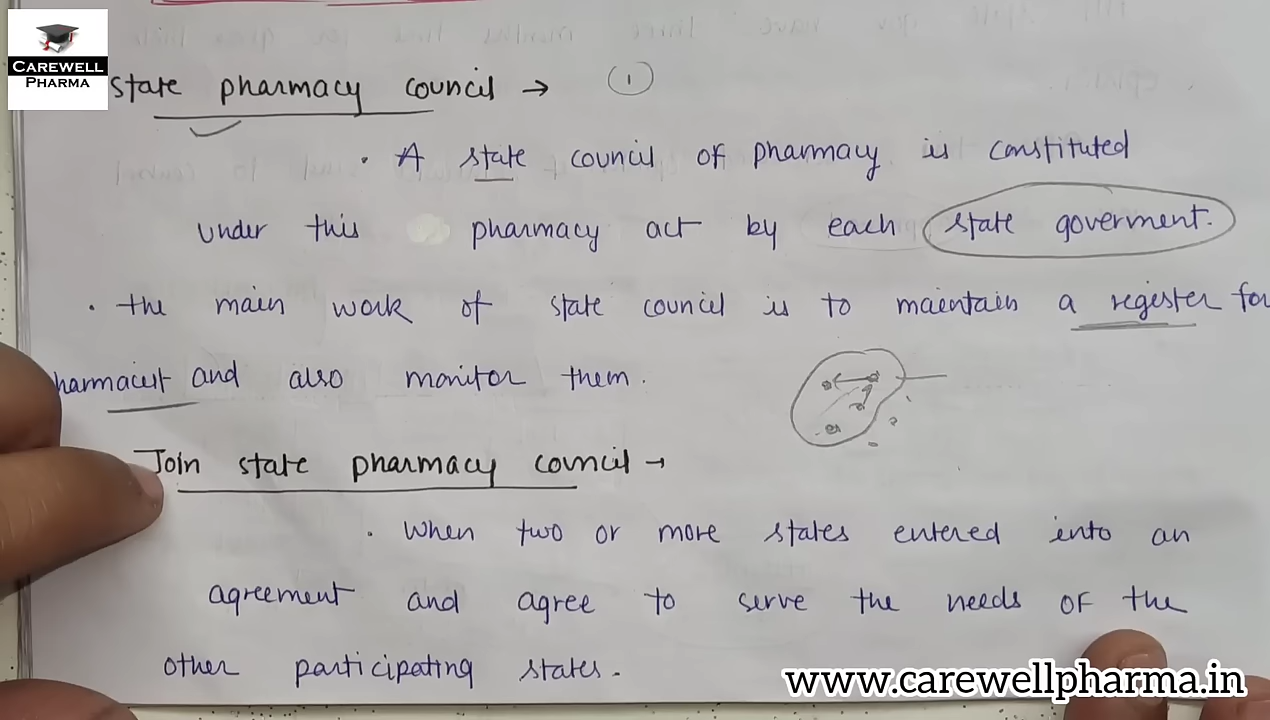 CAREWELL
PHARMA
state pharmacy council → ①
· A state council of pharmacy is constituted
under this pharmacy act by each state goverment.
· the main work of state council is to maintain a regester for
harmacist and also monitor them.
Join state pharmacy council →
· When two or more states entered into an
agreement and agree to serve the needs of the
other participating states.
www.carewellpharma.in